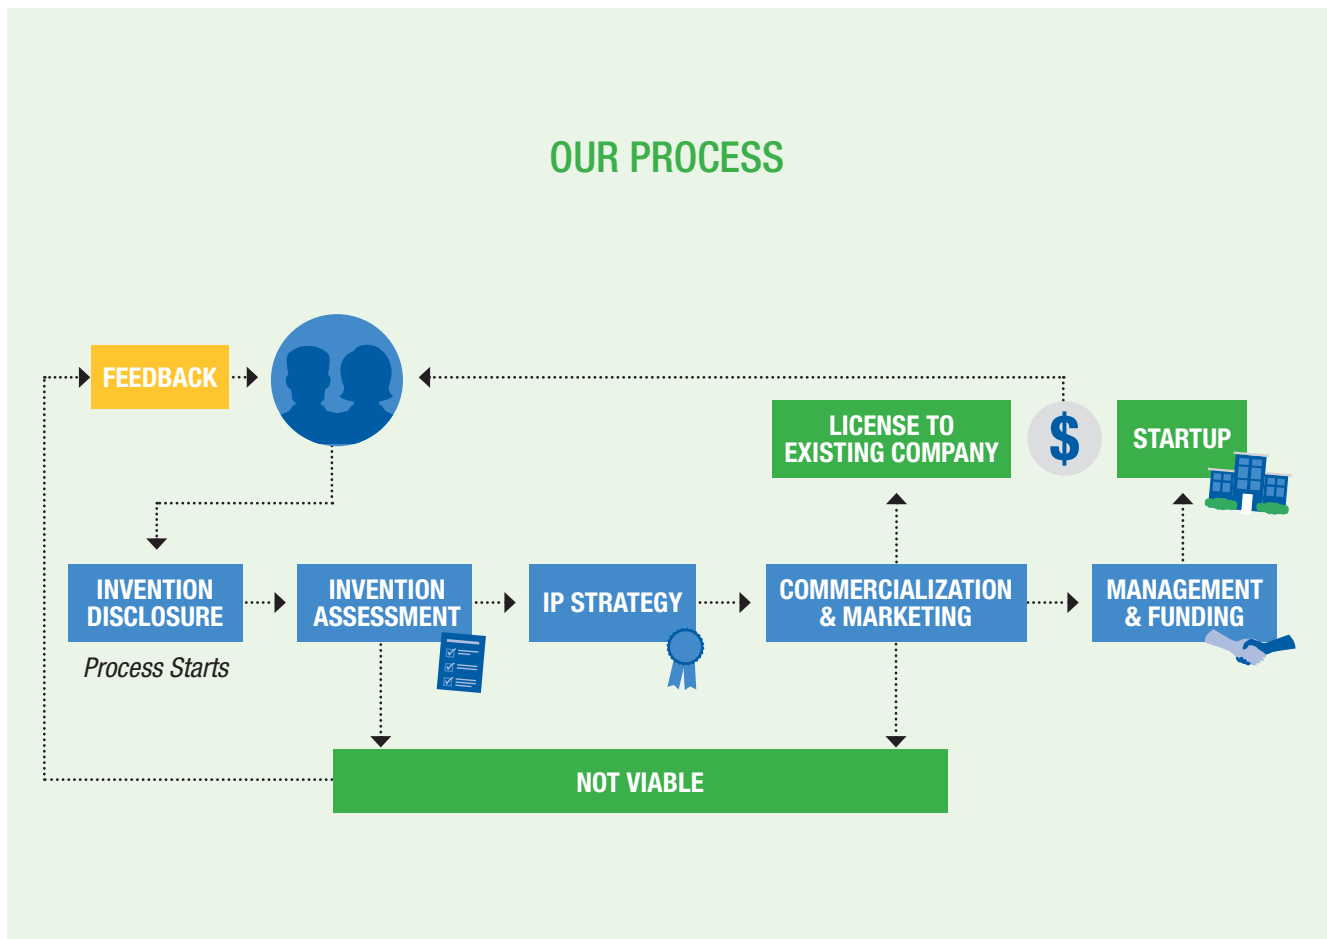 OUR PROCESS
FEEDBACK
LICENSE TO
EXISTING COMPANY
$
STARTUP
INVENTION
DISCLOSURE
Process Starts
INVENTION
ASSESSMENT
IP STRATEGY
COMMERCIALIZATION
& MARKETING
MANAGEMENT
& FUNDING
NOT VIABLE